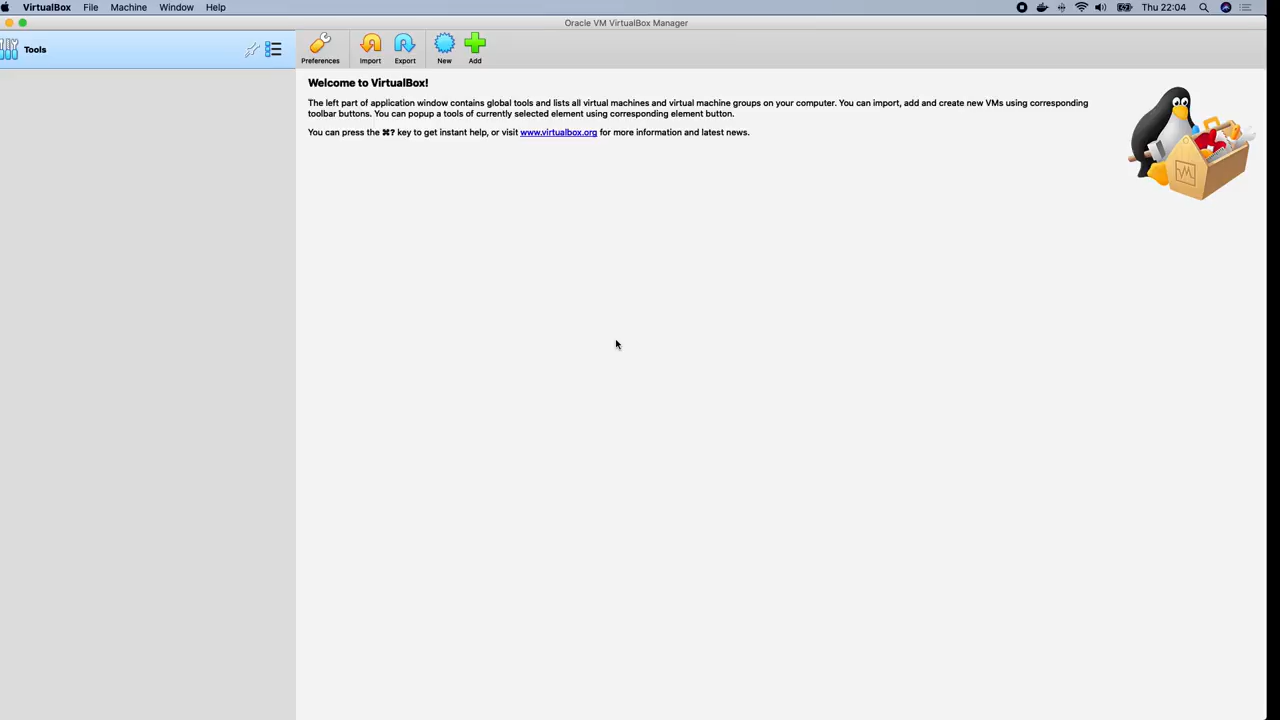 VirtualBox File Machine Window Help Thu 22:04
Oracle VM VirtualBox Manager
Tools
Preferences Import Export New Add
Welcome to VirtualBox!
The left part of application window contains global tools and lists all virtual machines and virtual machine groups on your computer. You can import, add and create new VMs using corresponding
toolbar buttons. You can popup a tools of currently selected element using corresponding element button.
You can press the ⌘? key to get instant help, or visit www.virtualbox.org for more information and latest news.